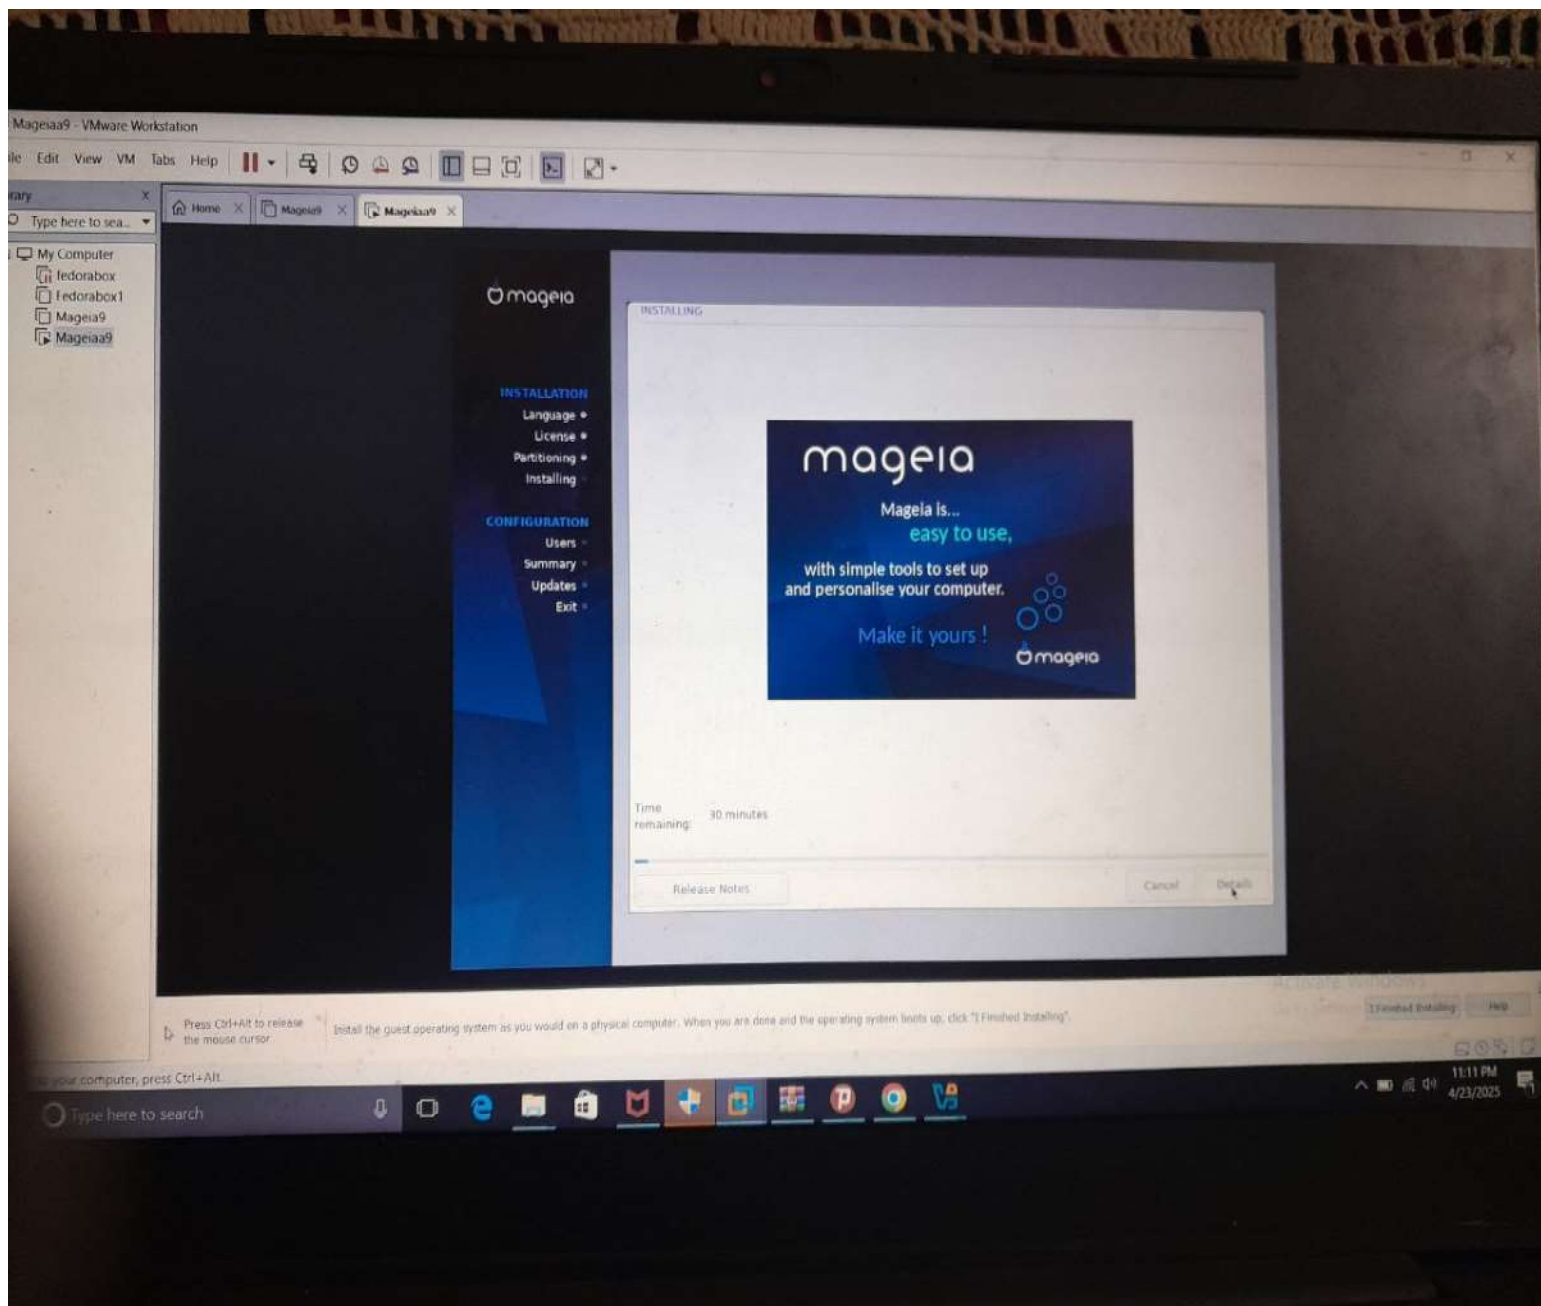 Mageiaa9 - VMware Workstation
Edit View VM Tabs Help
Type here to sea...
Home
Mageia9
Mageiaa9
My Computer
fedorabox
Fedorabox1
Mageia9
Mageiaa9
mageia
INSTALLATION
Language
License
Partitioning
Installing
CONFIGURATION
Users
Summary
Updates
Exit
INSTALLING
mageia
Mageia is...
easy to use,
with simple tools to set up
and personalise your computer.
Make it yours !
mageia
Time
remaining:
30 minutes
Release Notes
Cancel
Details
Activate Windows
Press Ctrl+Alt to release
the mouse cursor
Install the guest operating system as you would on a physical computer. When you are done and the operating system boots up, click "I Finished Installing".
I Finished Installing
Help
your computer, press Ctrl+Alt.
Type here to search
11:11 PM
4/23/2025